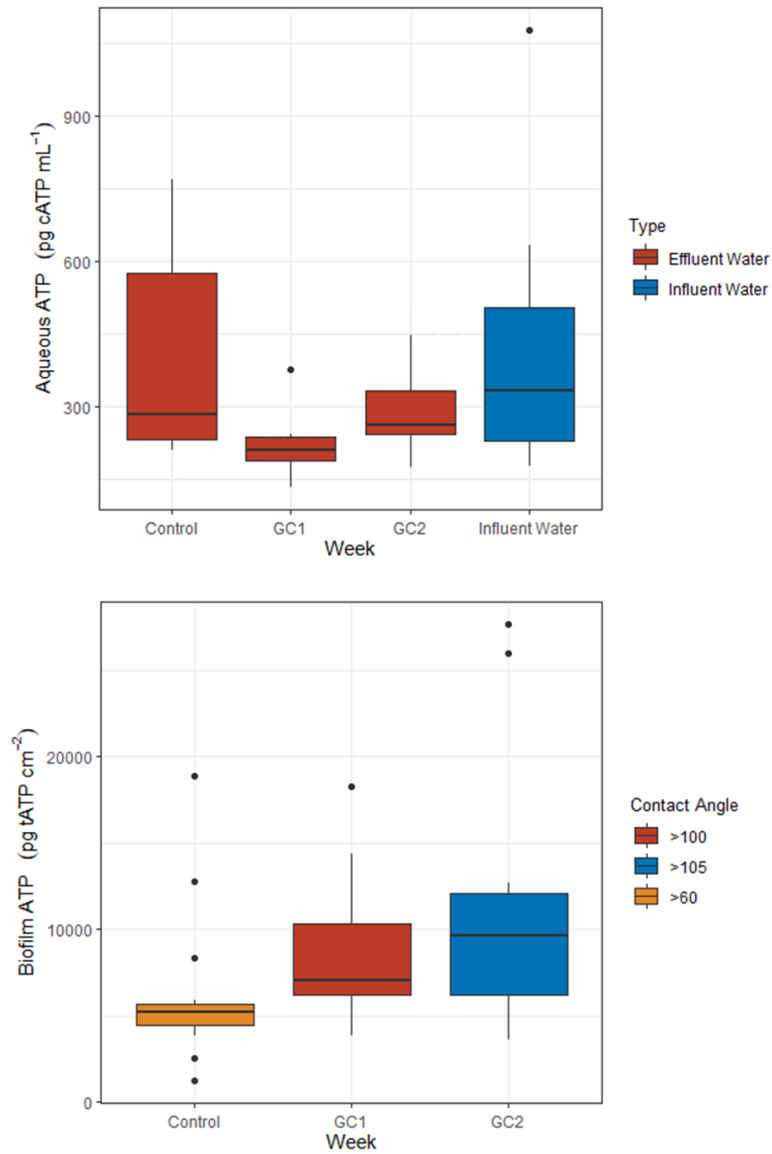 Aqueous ATP (pg cATP mL⁻¹)
900
600
300
Control
GC1
GC2
Influent Water
Week
Type
Effluent Water
Influent Water
Biofilm ATP (pg tATP cm⁻²)
20000
10000
0
Control
GC1
GC2
Week
Contact Angle
>100
>105
>60